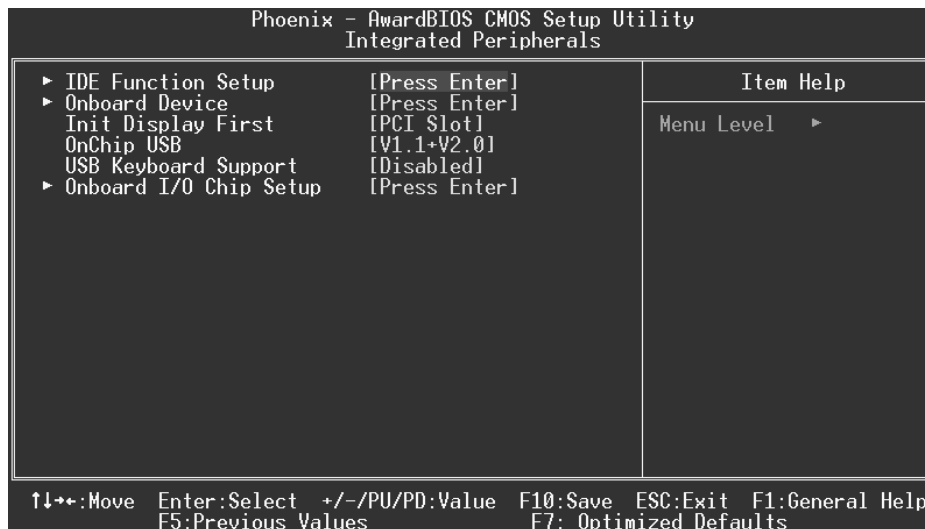 Phoenix - AwardBIOS CMOS Setup Utility
Integrated Peripherals
► IDE Function Setup [Press Enter]
► Onboard Device [Press Enter]
Init Display First [PCI Slot]
OnChip USB [V1.1+V2.0]
USB Keyboard Support [Disabled]
► Onboard I/O Chip Setup [Press Enter]
Item Help
Menu Level ►
↑↓→←:Move Enter:Select +/-/PU/PD:Value F10:Save ESC:Exit F1:General Help
F5:Previous Values F7: Optimized Defaults